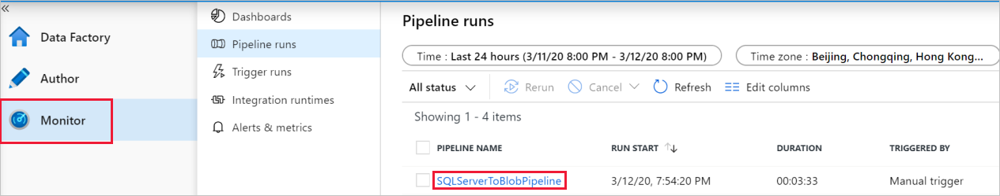 «
Data Factory
Author
Monitor
Dashboards
Pipeline runs
Trigger runs
Integration runtimes
Alerts & metrics
Pipeline runs
Time : Last 24 hours (3/11/20 8:00 PM - 3/12/20 8:00 PM)
Time zone : Beijing, Chongqing, Hong Kong...
All status
Rerun
Cancel
Refresh
Edit columns
Showing 1 - 4 items
PIPELINE NAME
RUN START ↑↓
DURATION
TRIGGERED BY
SQLServerToBlobPipeline
3/12/20, 7:54:20 PM
00:03:33
Manual trigger